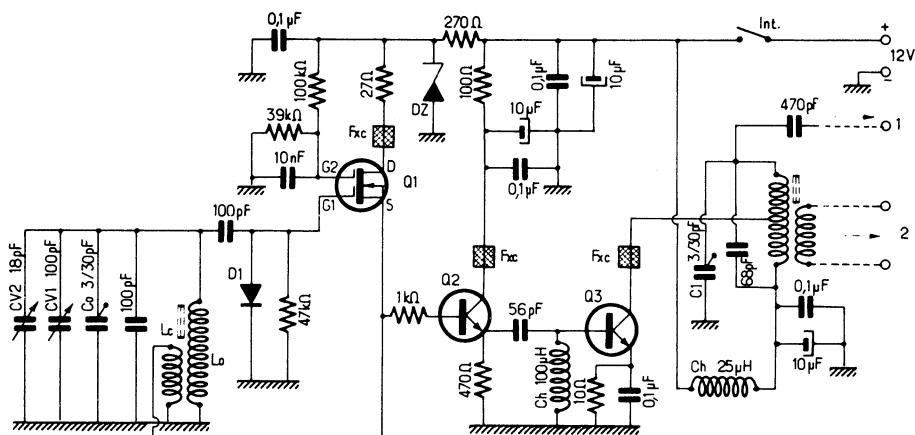 0,1µF
100kΩ
39kΩ
10nF
27Ω
Fxc
DZ
270Ω
100Ω
10µF
0,1µF
0,1µF
10µF
Int.
+
12V
-
470pF
1
2
G2
G1
D
S
Q1
100pF
D1
47kΩ
CV2 18pF
CV1 100pF
Co 3/30pF
100pF
Lc
Lo
1kΩ
Q2
Fxc
470Ω
56pF
Ch 100µH
Q3
Fxc
10Ω
0,1µF
3/30pF
C1
68pF
0,1µF
10µF
Ch 25µH